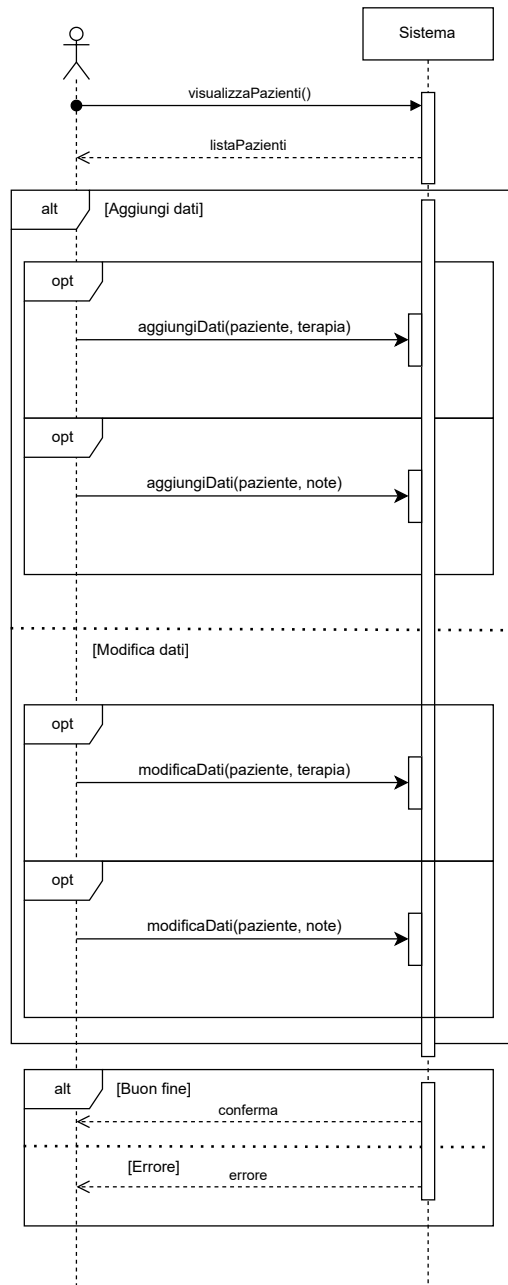 Sistema
visualizzaPazienti()
listaPazienti
alt
[Aggiungi dati]
opt
aggiungiDati(paziente, terapia)
opt
aggiungiDati(paziente, note)
[Modifica dati]
opt
modificaDati(paziente, terapia)
opt
modificaDati(paziente, note)
alt
[Buon fine]
conferma
[Errore]
errore